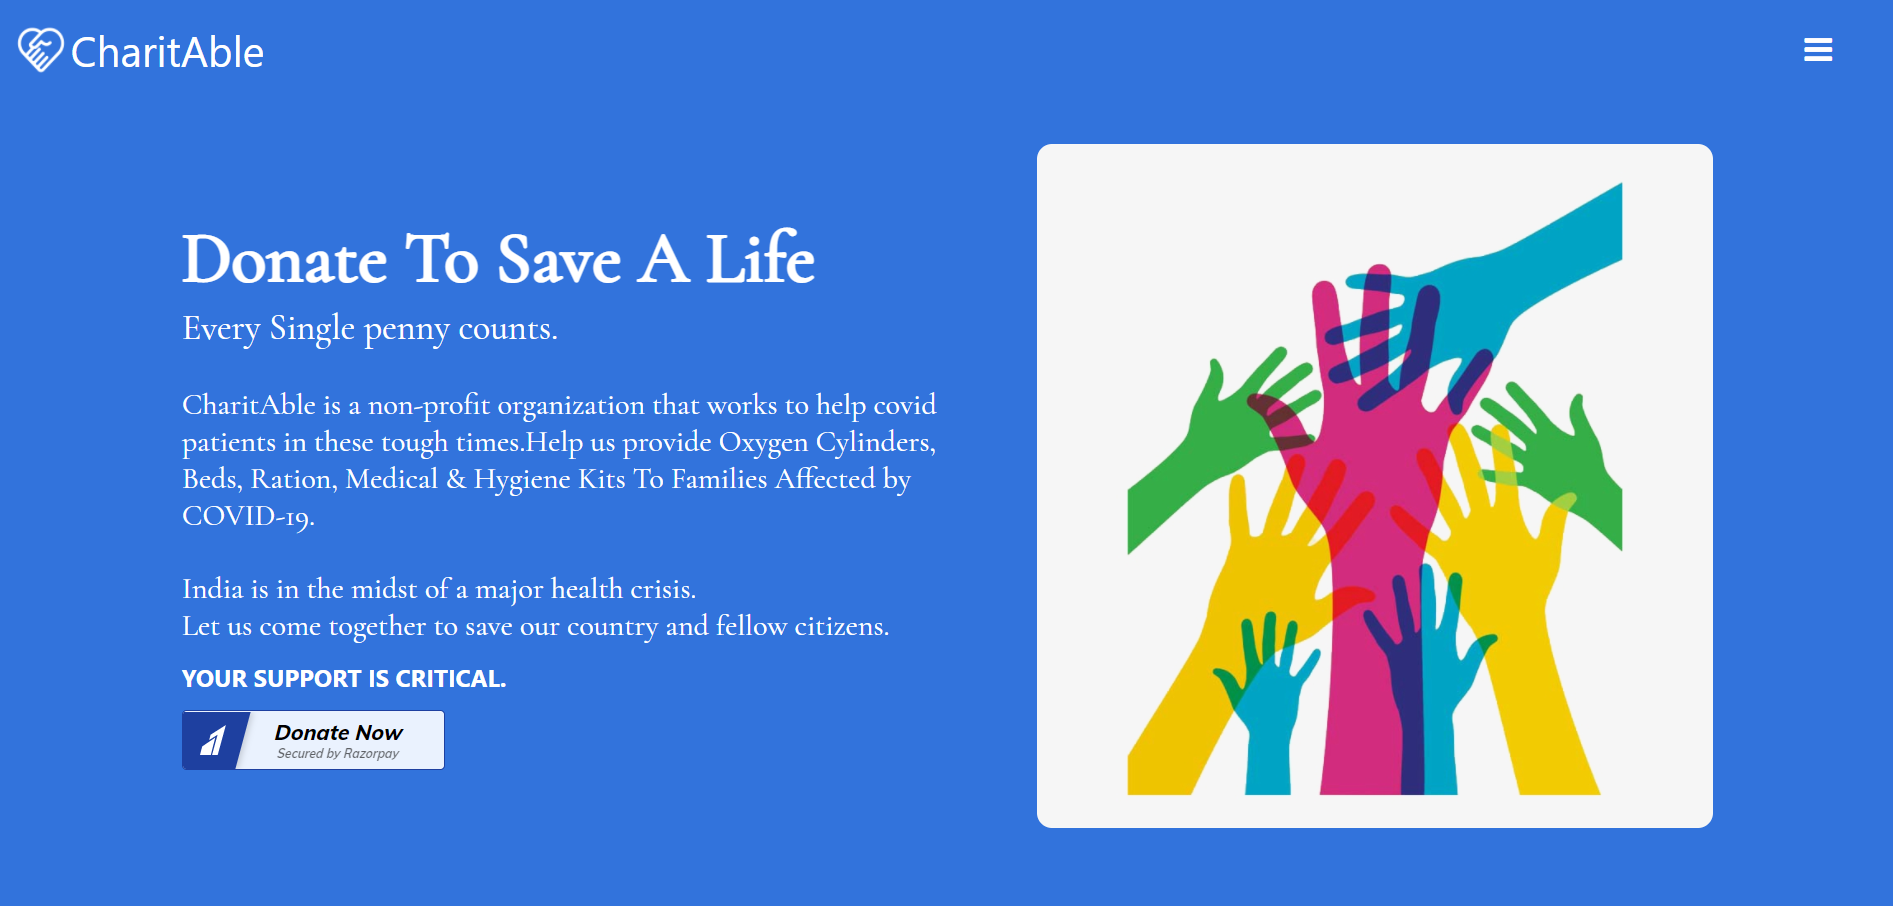 CharitAble
Donate To Save A Life
Every Single penny counts.
CharitAble is a non-profit organization that works to help covid
patients in these tough times.Help us provide Oxygen Cylinders,
Beds, Ration, Medical & Hygiene Kits To Families Affected by
COVID-19.
India is in the midst of a major health crisis.
Let us come together to save our country and fellow citizens.
YOUR SUPPORT IS CRITICAL.
Donate Now
Secured by Razorpay